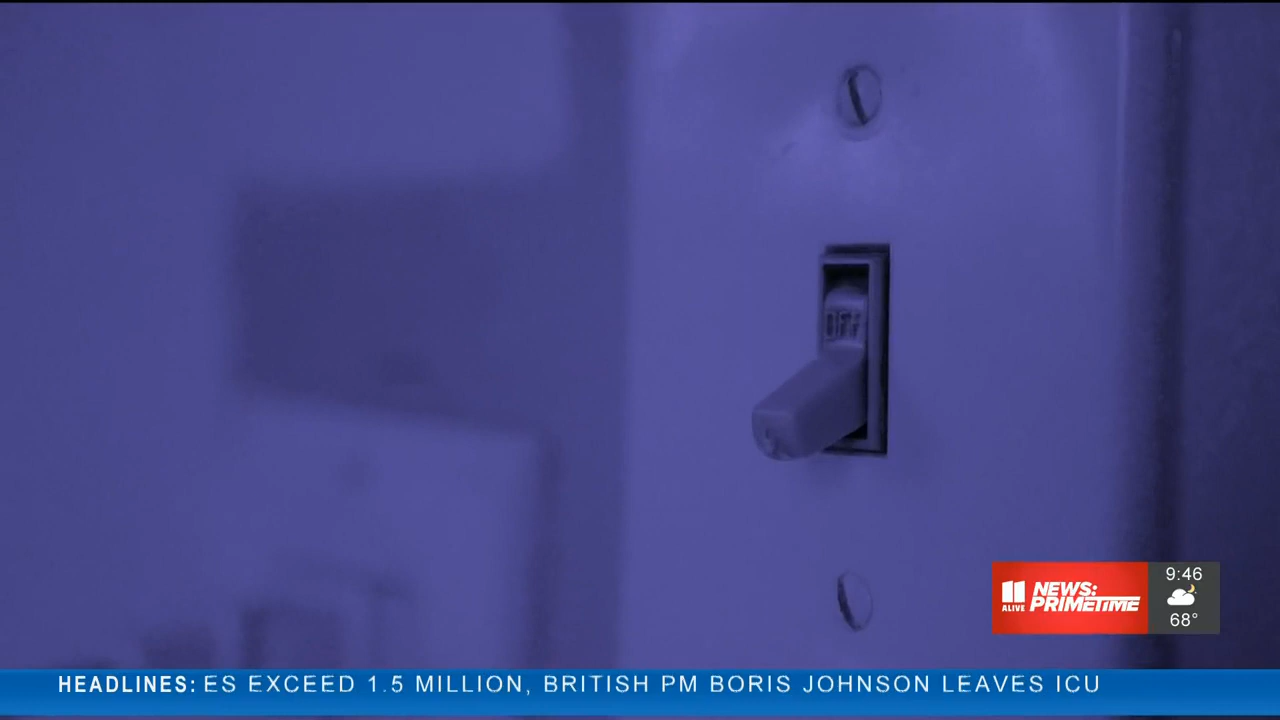 OFF
11
ALIVE
NEWS:
PRIMETIME
9:46
68°
HEADLINES: ES EXCEED 1.5 MILLION, BRITISH PM BORIS JOHNSON LEAVES ICU